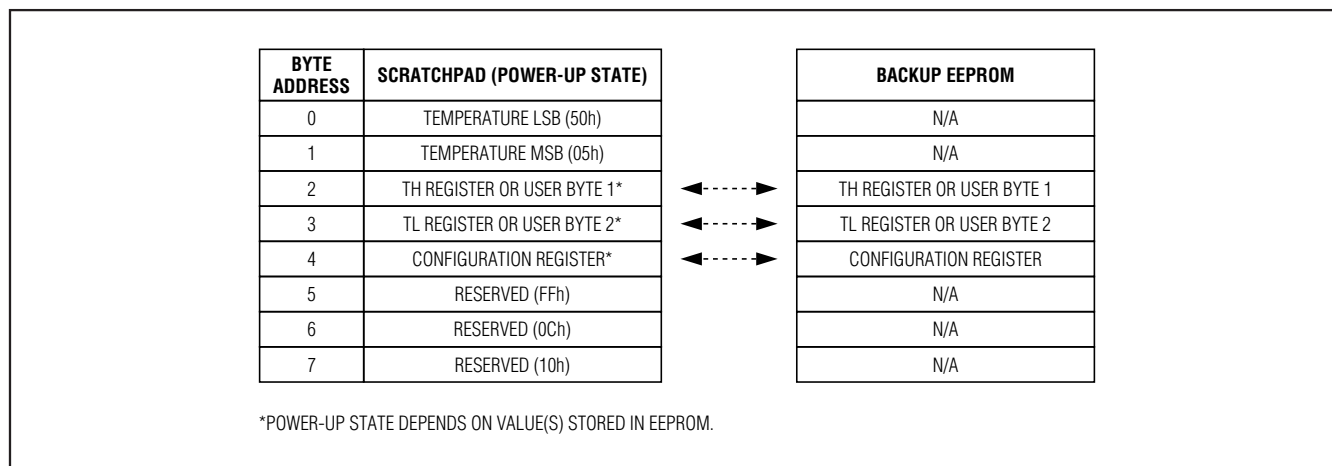 BYTE ADDRESS SCRATCHPAD (POWER-UP STATE) BACKUP EEPROM
0 TEMPERATURE LSB (50h) N/A
1 TEMPERATURE MSB (05h) N/A
2 TH REGISTER OR USER BYTE 1* TH REGISTER OR USER BYTE 1
3 TL REGISTER OR USER BYTE 2* TL REGISTER OR USER BYTE 2
4 CONFIGURATION REGISTER* CONFIGURATION REGISTER
5 RESERVED (FFh) N/A
6 RESERVED (0Ch) N/A
7 RESERVED (10h) N/A
*POWER-UP STATE DEPENDS ON VALUE(S) STORED IN EEPROM.